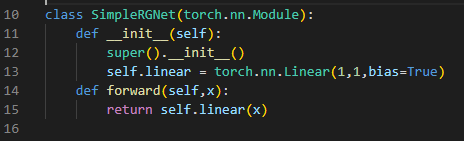 10 class SimpleRGNet(torch.nn.Module):
11     def __init__(self):
12         super().__init__()
13         self.linear = torch.nn.Linear(1,1,bias=True)
14     def forward(self,x):
15         return self.linear(x)
16